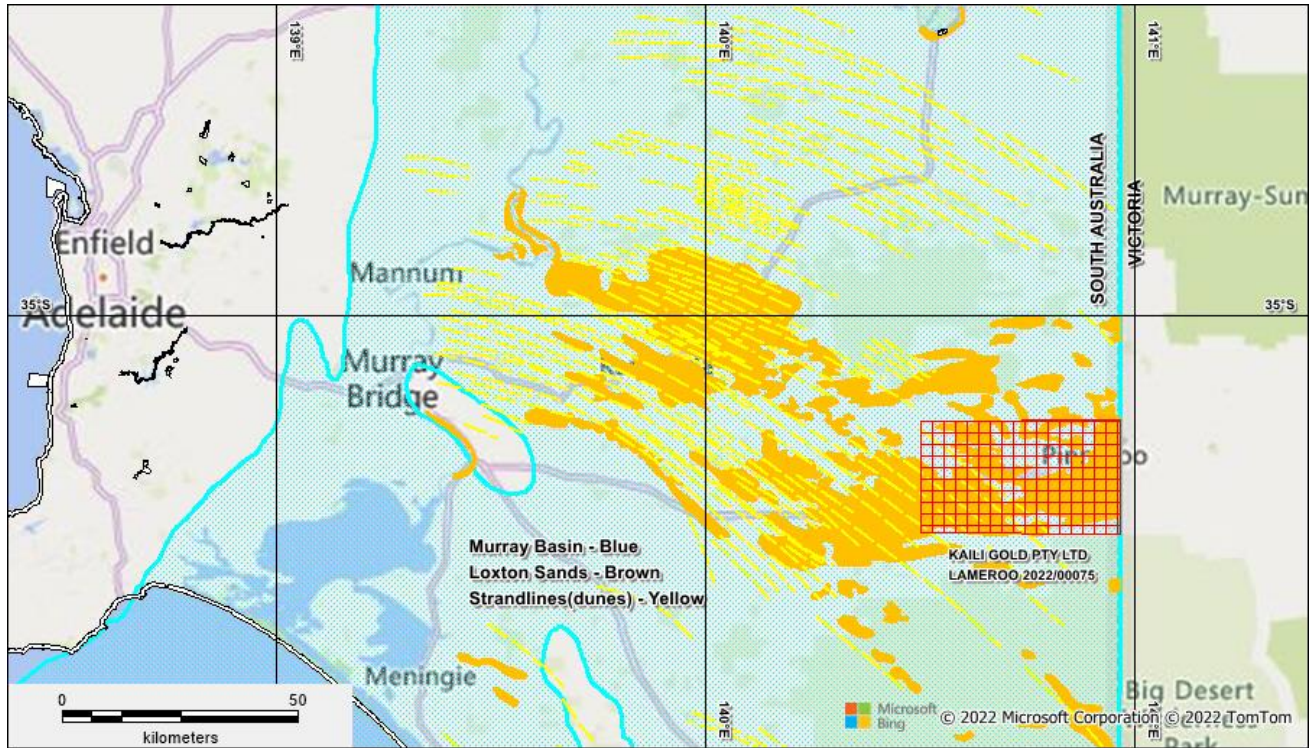 139°E
140°E
141°E
Murray-Sun
SOUTH AUSTRALIA
VICTORIA
Enfield
Mannum
35°S
35°S
Adelaide
Murray
Bridge
KAILI GOLD PTY LTD
LAMEROO 2022/00075
Murray Basin - Blue
Loxton Sands - Brown
Strandlines(dunes) - Yellow
Meningie
Big Desert
Wilderness
Park
140°E
0
50
kilometers
Microsoft
Bing
© 2022 Microsoft Corporation © 2022 TomTom